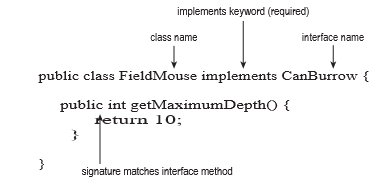 implements keyword (required)
class name
interface name
public class FieldMouse implements CanBurrow {
public int getMaximumDepth() {
return 10;
}
}
signature matches interface method